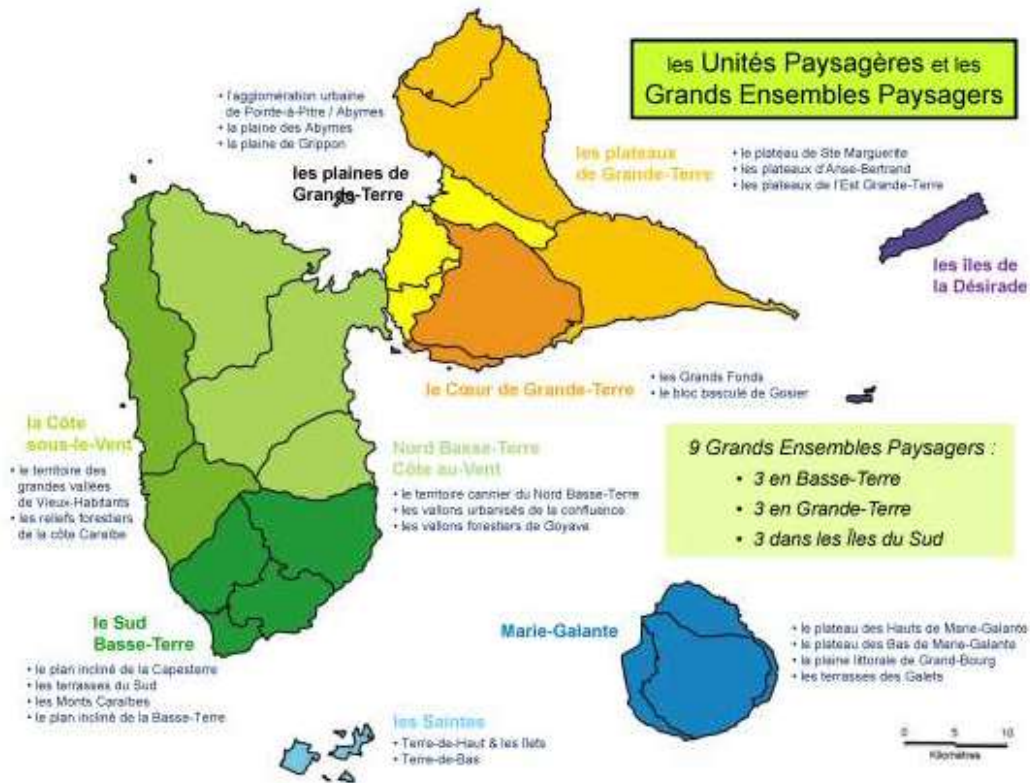 les Unités Paysagères et les
Grands Ensembles Paysagers
• l'agglomération urbaine
de Pointe-à-Pitre / Abymes
• la plaine des Abymes
• la plaine de Grippon
les plaines de
Grande-Terre
les plateaux
de Grande-Terre
• le plateau de Ste Marguerite
• les plateaux d'Anse-Bertrand
• les plateaux de l'Est Grande-Terre
les îles de
la Désirade
le Cœur de Grande-Terre
• les Grands Fonds
• le bloc basculé de Gosier
la Côte
sous-le-Vent
• le territoire des
grandes vallées
de Vieux-Habitants
• les reliefs forestiers
de la côte Caraïbe
Nord Basse-Terre
Côte au-Vent
• le territoire cannier du Nord Basse-Terre
• les vallons urbanisés de la confluence
• les vallons forestiers de Goyave
9 Grands Ensembles Paysagers :
• 3 en Basse-Terre
• 3 en Grande-Terre
• 3 dans les Îles du Sud
le Sud
Basse-Terre
• le plan incliné de la Capesterre
• les terrasses du Sud
• les Monts Caraïbes
• le plan incliné de la Basse-Terre
Marie-Galante
• le plateau des Hauts de Marie-Galante
• le plateau des Bas de Marie-Galante
• la plaine littorale de Grand-Bourg
• les terrasses des Galets
les Saintes
• Terre-de-Haut & les îlets
• Terre-de-Bas
0 5 10
Kilomètres